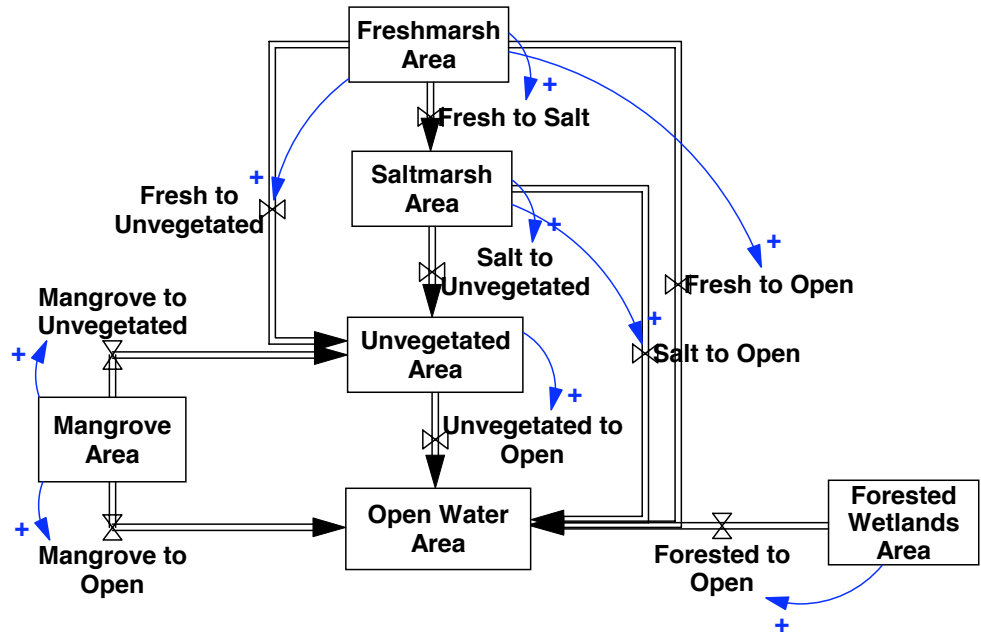 Freshmarsh
Area
+
Fresh to Salt
Saltmarsh
Area
+
Fresh to
Unvegetated
+
+
Salt to
Unvegetated
Fresh to Open
Mangrove to
Unvegetated
+
+
Salt to Open
Unvegetated
Area
+
Unvegetated to
Open
Mangrove
Area
Open Water
Area
Forested
Wetlands
Area
+
Mangrove to
Open
Forested to
Open
+